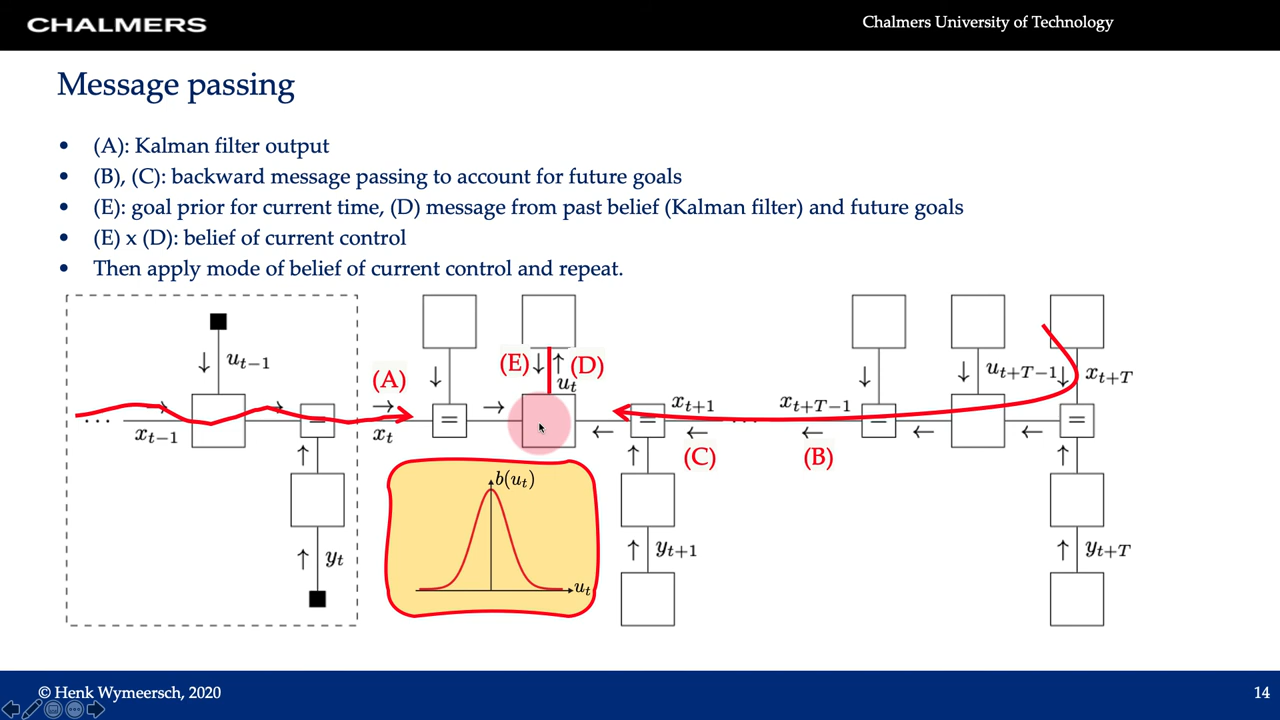 CHALMERS
Chalmers University of Technology
Message passing
• (A): Kalman filter output
• (B), (C): backward message passing to account for future goals
• (E): goal prior for current time, (D) message from past belief (Kalman filter) and future goals
• (E) x (D): belief of current control
• Then apply mode of belief of current control and repeat.
↓ u_{t−1}
(A)
↓
(E) ↓ ↑ (D)
u_t
↓
↓ u_{t+T−1}
↓ x_{t+T}
··· → x_{t−1} → = → x_t = → ← = x_{t+1} ← (C) ··· x_{t+T−1} ← (B) = ← ← =
↑
↑ y_t
b(u_t)
u_t
↑
↑ y_{t+1}
↑
↑ y_{t+T}
© Henk Wymeersch, 2020
14